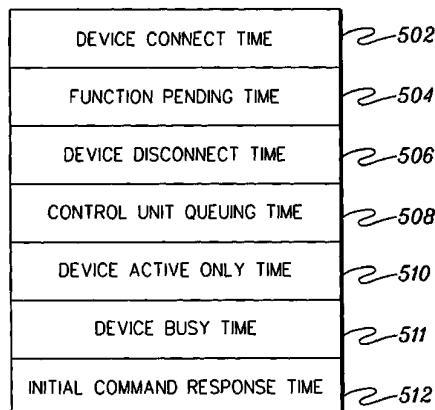 DEVICE CONNECT TIME 502
FUNCTION PENDING TIME 504
DEVICE DISCONNECT TIME 506
CONTROL UNIT QUEUING TIME 508
DEVICE ACTIVE ONLY TIME 510
DEVICE BUSY TIME 511
INITIAL COMMAND RESPONSE TIME 512